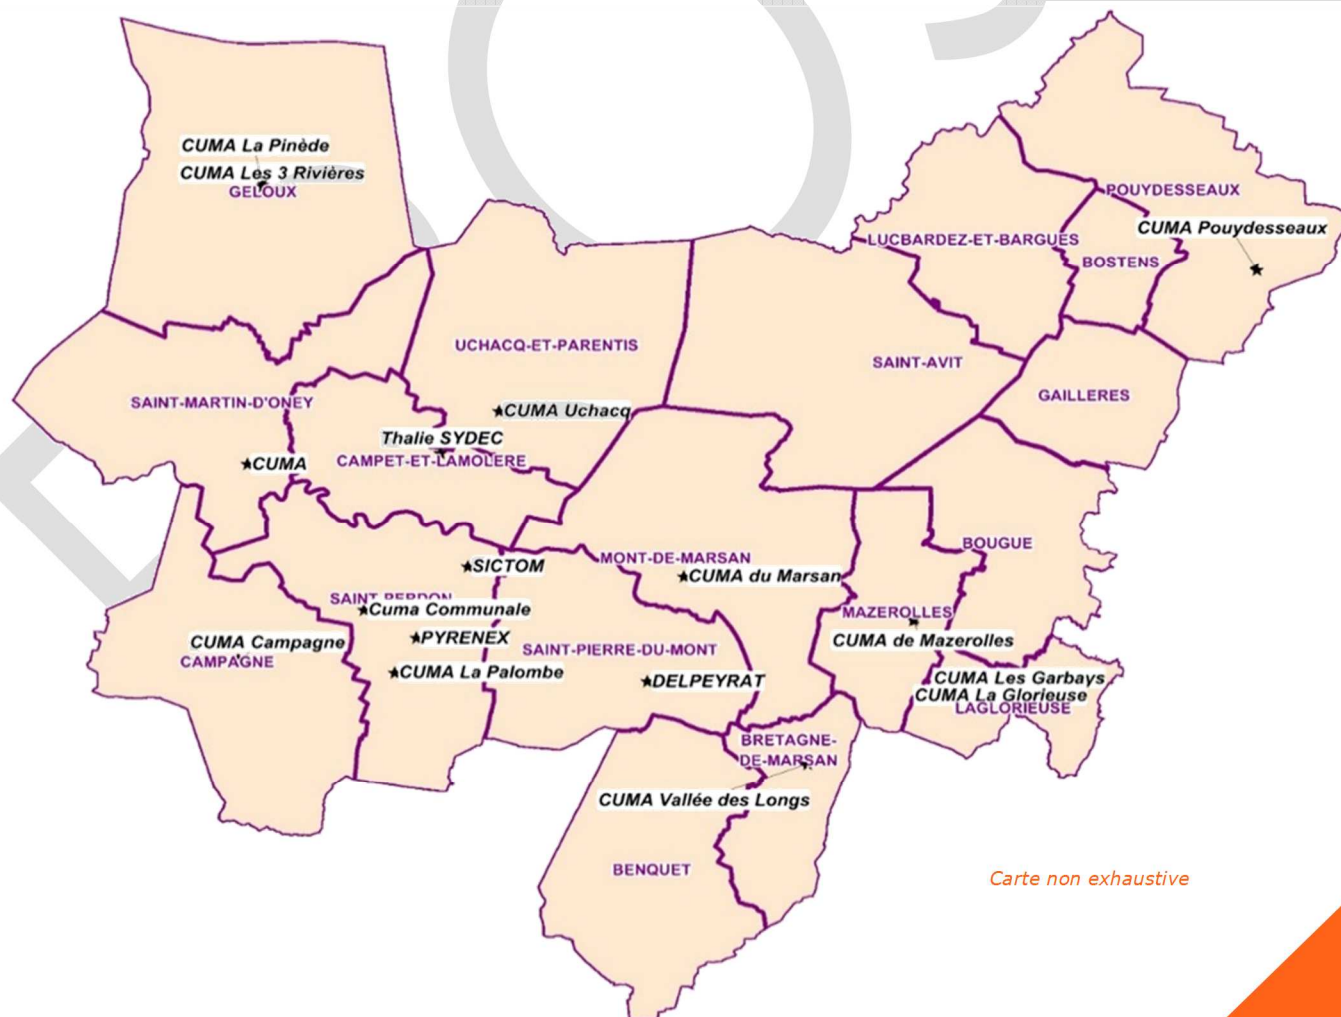 CUMA La Pinède
CUMA Les 3 Rivières
GELOUX
POUYDESSEAUX
CUMA Pouydesseaux
LUCBARDEZ-ET-BARGUES
BOSTENS
UCHACQ-ET-PARENTIS
SAINT-AVIT
GAILLERES
SAINT-MARTIN-D'ONEY
CUMA Uchacq
Thalie SYDEC
CAMPET-ET-LAMOLERE
CUMA
BOUGUE
MONT-DE-MARSAN
SICTOM
CUMA du Marsan
SAINT-PERDON
Cuma Communale
MAZEROLLES
PYRENEX
CUMA de Mazerolles
CUMA Campagne
CAMPAGNE
SAINT-PIERRE-DU-MONT
CUMA La Palombe
DELPEYRAT
CUMA Les Garbays
CUMA La Glorieuse
LAGLORIEUSE
BRETAGNE-
DE-MARSAN
CUMA Vallée des Longs
BENQUET
Carte non exhaustive